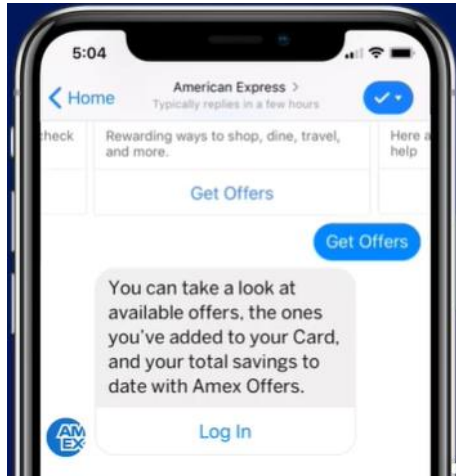 5:04
Home
American Express >
Typically replies in a few hours
check
Rewarding ways to shop, dine, travel,
and more.
Here a
help
Get Offers
Get Offers
You can take a look at
available offers, the ones
you've added to your Card,
and your total savings to
date with Amex Offers.
AM
EX
Log In